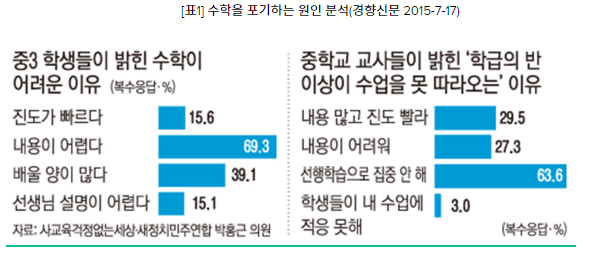 [표1] 수학을 포기하는 원인 분석(경향신문 2015-7-17)
중3 학생들이 밝힌 수학이
어려운 이유 (복수응답·%)
진도가 빠르다 15.6
내용이 어렵다 69.3
배울 양이 많다 39.1
선생님 설명이 어렵다 15.1
자료: 사교육걱정없는세상·새정치민주연합 박홍근 의원
중학교 교사들이 밝힌 '학급의 반
이상이 수업을 못 따라오는' 이유
내용 많고 진도 빨라 29.5
내용이 어려워 27.3
선행학습으로 집중 안 해 63.6
학생들이 내 수업에 3.0
적응 못해 (복수응답·%)